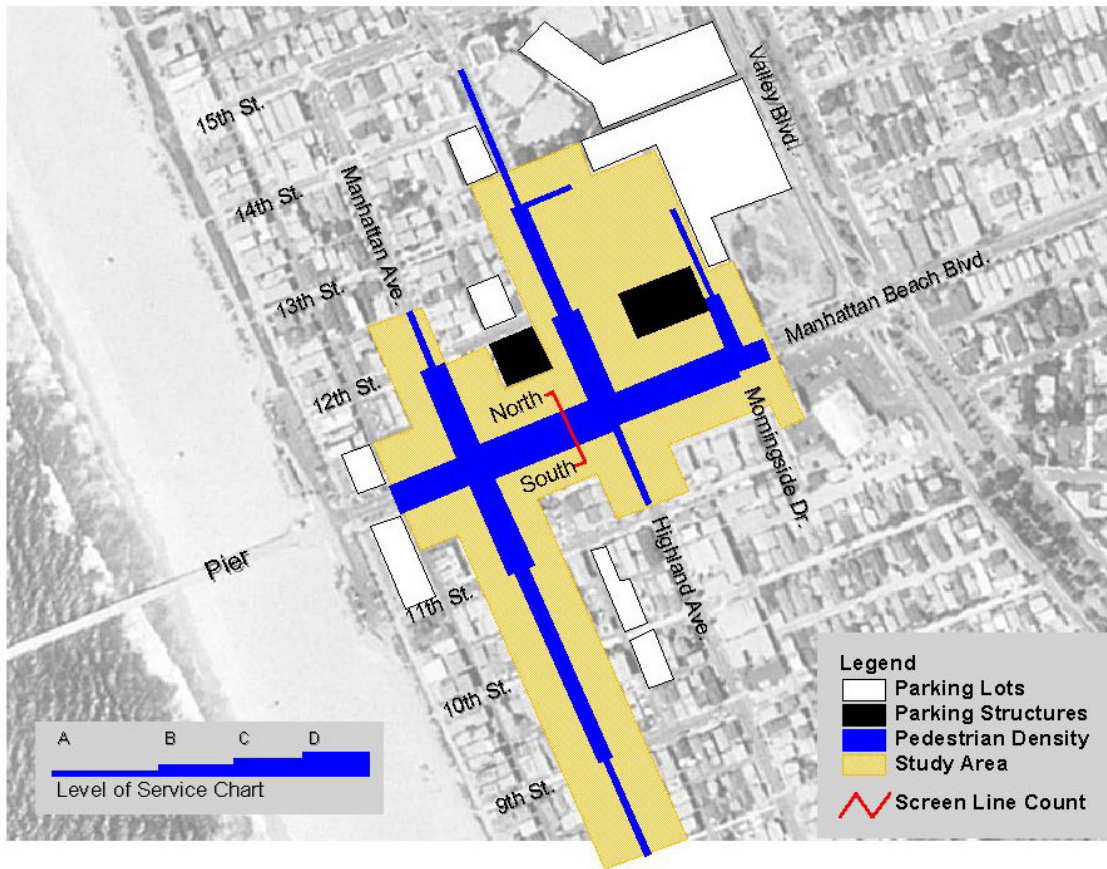 15th St.
Valley Blvd.
14th St.
Manhattan Ave.
13th St.
Manhattan Beach Blvd.
12th St.
North
South
Morningside Dr.
Pier
Highland Ave.
11th St.
10th St.
9th St.
A B C D
Level of Service Chart
Legend
Parking Lots
Parking Structures
Pedestrian Density
Study Area
Screen Line Count